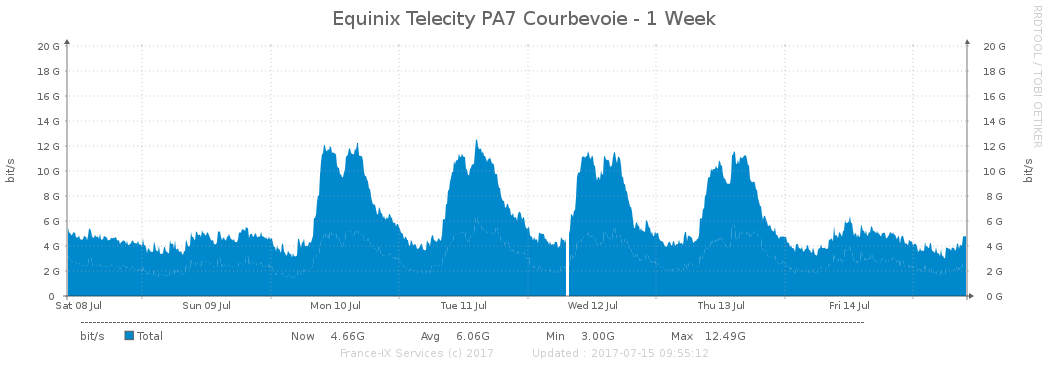 Equinix Telecity PA7 Courbevoie - 1 Week
RRDTOOL / TOBI OETIKER
bit/s
20 G
18 G
16 G
14 G
12 G
10 G
8 G
6 G
4 G
2 G
0
20 G
18 G
16 G
14 G
12 G
10 G
8 G
6 G
4 G
2 G
0 G
bit/s
Sat 08 Jul Sun 09 Jul Mon 10 Jul Tue 11 Jul Wed 12 Jul Thu 13 Jul Fri 14 Jul
bit/s Total Now 4.66G Avg 6.06G Min 3.00G Max 12.49G
France-IX Services (c) 2017 Updated : 2017-07-15 09:55:12